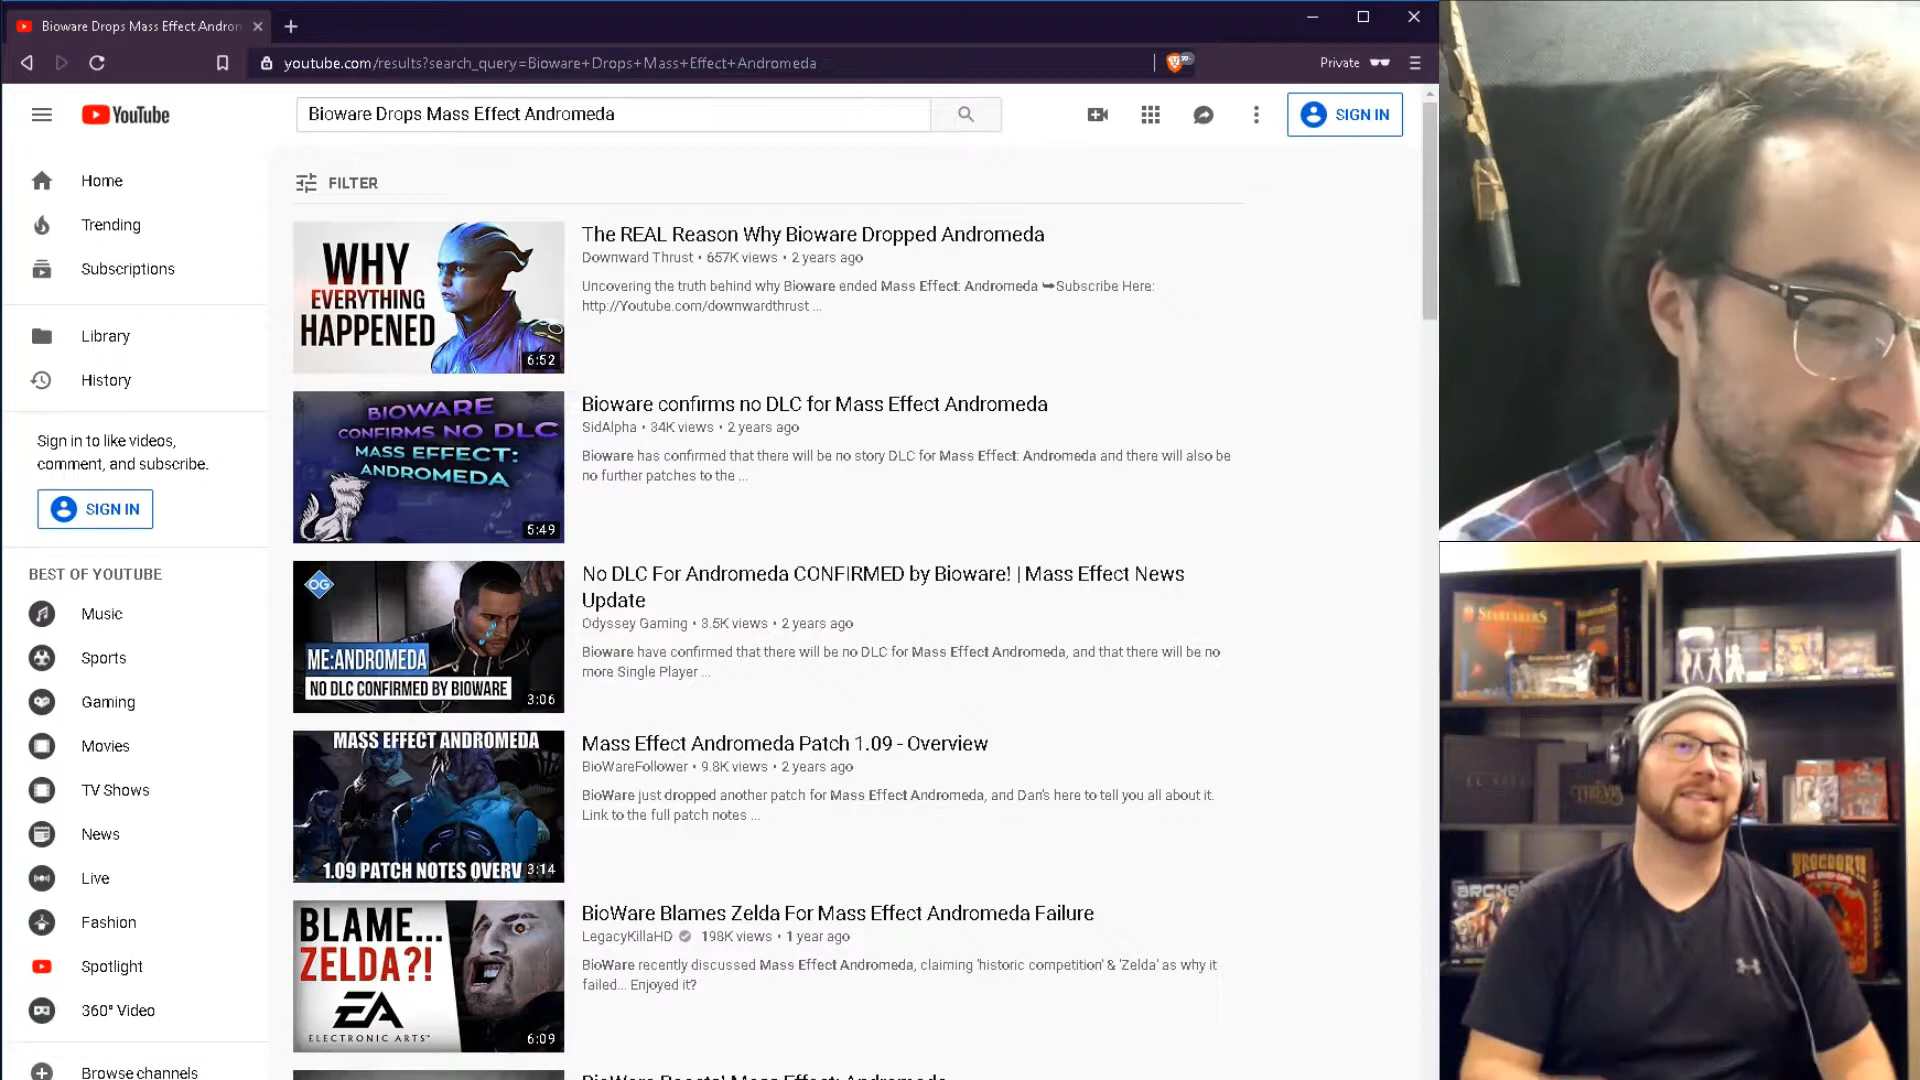 Bioware Drops Mass Effect Andron
youtube.com/results?search_query=Bioware+Drops+Mass+Effect+Andromeda
Private
YouTube
Bioware Drops Mass Effect Andromeda
SIGN IN
Home
Trending
Subscriptions
Library
History
Sign in to like videos,
comment, and subscribe.
SIGN IN
BEST OF YOUTUBE
Music
Sports
Gaming
Movies
TV Shows
News
Live
Fashion
Spotlight
360° Video
Browse channels
FILTER
WHY
EVERYTHING
HAPPENED
6:52
The REAL Reason Why Bioware Dropped Andromeda
Downward Thrust • 657K views • 2 years ago
Uncovering the truth behind why Bioware ended Mass Effect: Andromeda ➥Subscribe Here:
http://Youtube.com/downwardthrust ...
BIOWARE
CONFIRMS NO DLC
MASS EFFECT:
ANDROMEDA
5:49
Bioware confirms no DLC for Mass Effect Andromeda
SidAlpha • 34K views • 2 years ago
Bioware has confirmed that there will be no story DLC for Mass Effect: Andromeda and there will also be
no further patches to the ...
OG
ME:ANDROMEDA
NO DLC CONFIRMED BY BIOWARE
3:06
No DLC For Andromeda CONFIRMED by Bioware! | Mass Effect News
Update
Odyssey Gaming • 3.5K views • 2 years ago
Bioware have confirmed that there will be no DLC for Mass Effect Andromeda, and that there will be no
more Single Player ...
MASS EFFECT ANDROMEDA
1.09 PATCH NOTES OVERV
3:14
Mass Effect Andromeda Patch 1.09 - Overview
BioWareFollower • 9.8K views • 2 years ago
BioWare just dropped another patch for Mass Effect Andromeda, and Dan's here to tell you all about it.
Link to the full patch notes ...
BLAME...
ZELDA?!
EA
ELECTRONIC ARTS™
6:09
BioWare Blames Zelda For Mass Effect Andromeda Failure
LegacyKillaHD 198K views • 1 year ago
BioWare recently discussed Mass Effect Andromeda, claiming 'historic competition' & 'Zelda' as why it
failed... Enjoyed it?
STARFARERS